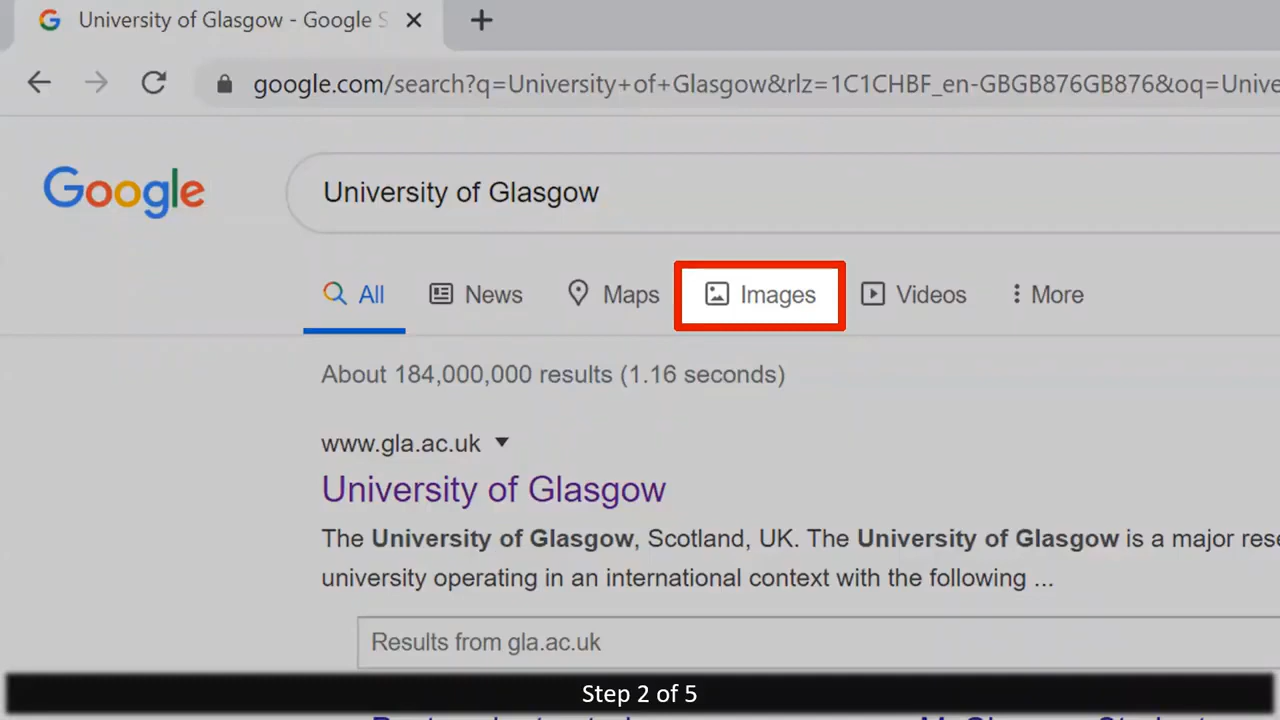 University of Glasgow - Google S
google.com/search?q=University+of+Glasgow&rlz=1C1CHBF_en-GBGB876GB876&oq=Unive
Google
University of Glasgow
All News Maps Images Videos More
About 184,000,000 results (1.16 seconds)
www.gla.ac.uk
University of Glasgow
The University of Glasgow, Scotland, UK. The University of Glasgow is a major rese
university operating in an international context with the following ...
Results from gla.ac.uk
Step 2 of 5